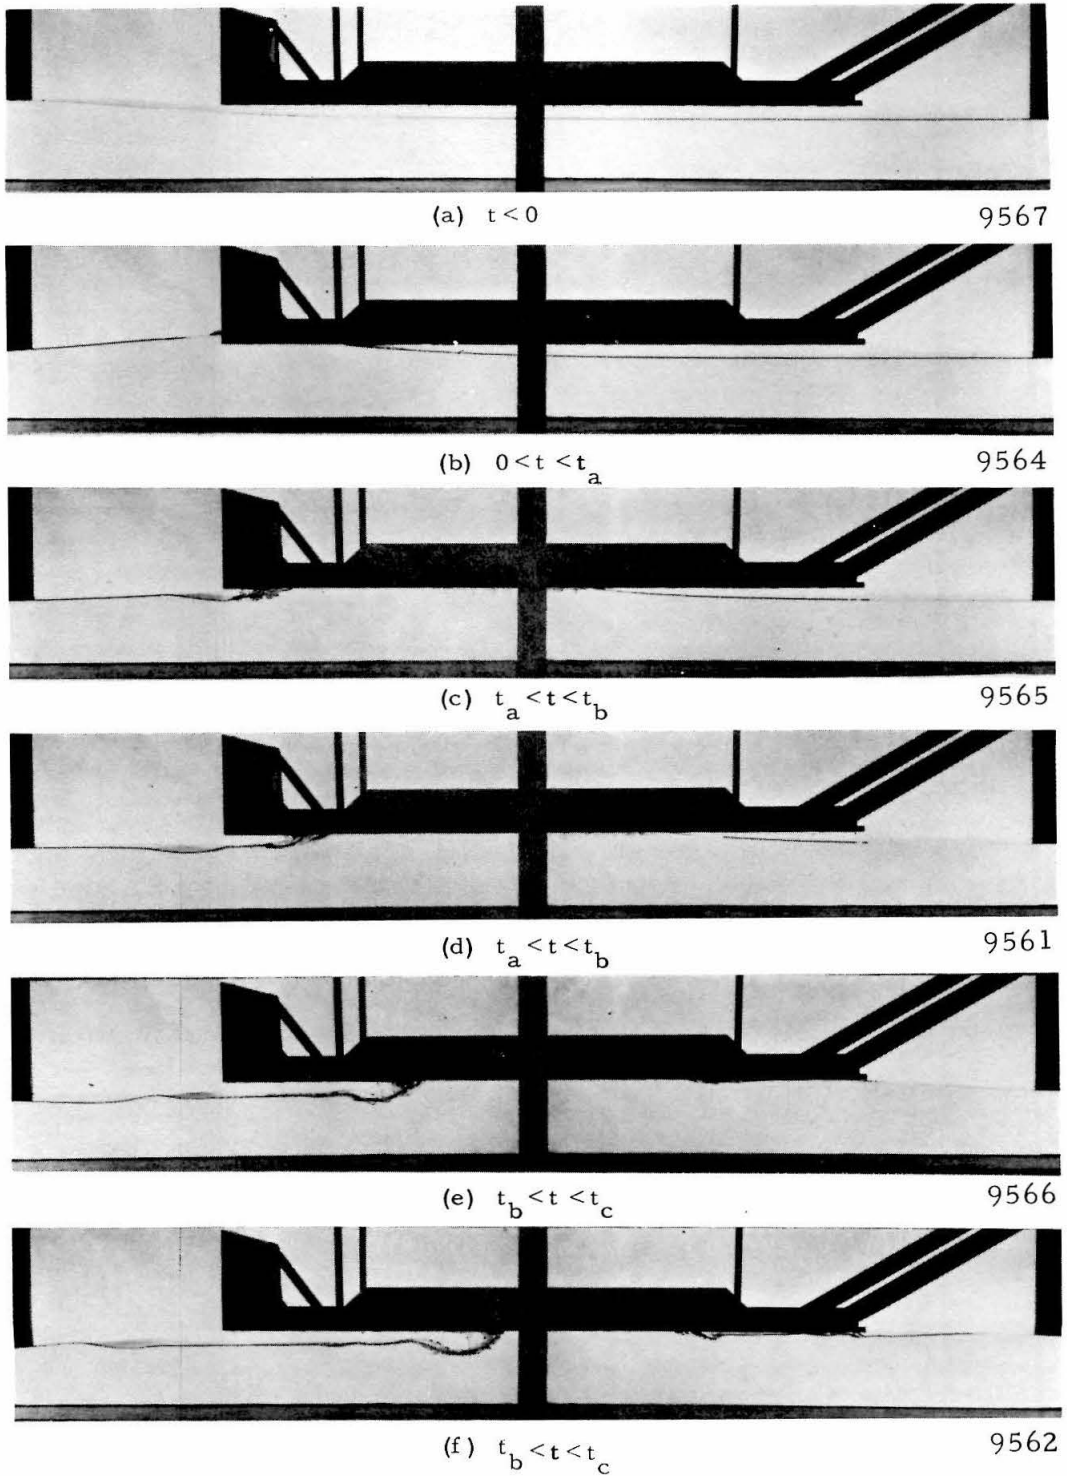 (a) t < 0 9567
(b) 0 < t < t_a 9564
(c) t_a < t < t_b 9565
(d) t_a < t < t_b 9561
(e) t_b < t < t_c 9566
(f) t_b < t < t_c 9562